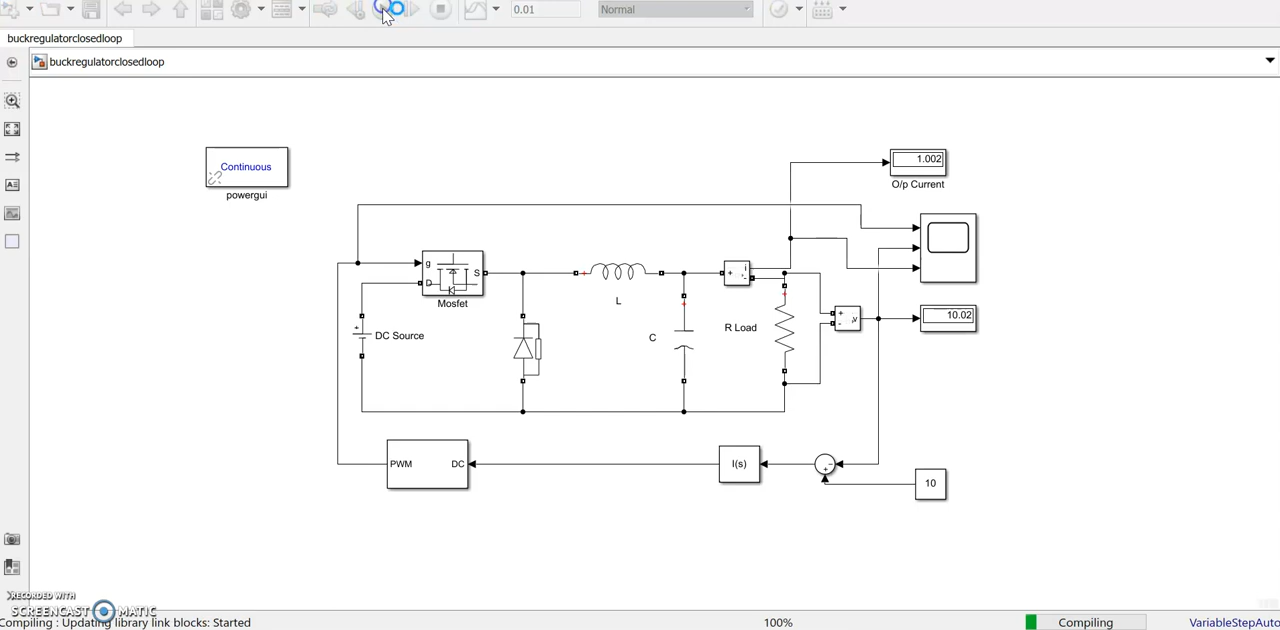 0.01
Normal
buckregulatorclosedloop
buckregulatorclosedloop
Continuous
powergui
1.002
O/p Current
g
D
S
Mosfet
L
+
i
-
DC Source
+
C
R Load
+
-
v
10.02
PWM
DC
I(s)
-
+
10
RECORDED WITH
SCREENCAST MATIC
Compiling : Updating library link blocks: Started
100%
Compiling
VariableStepAuto